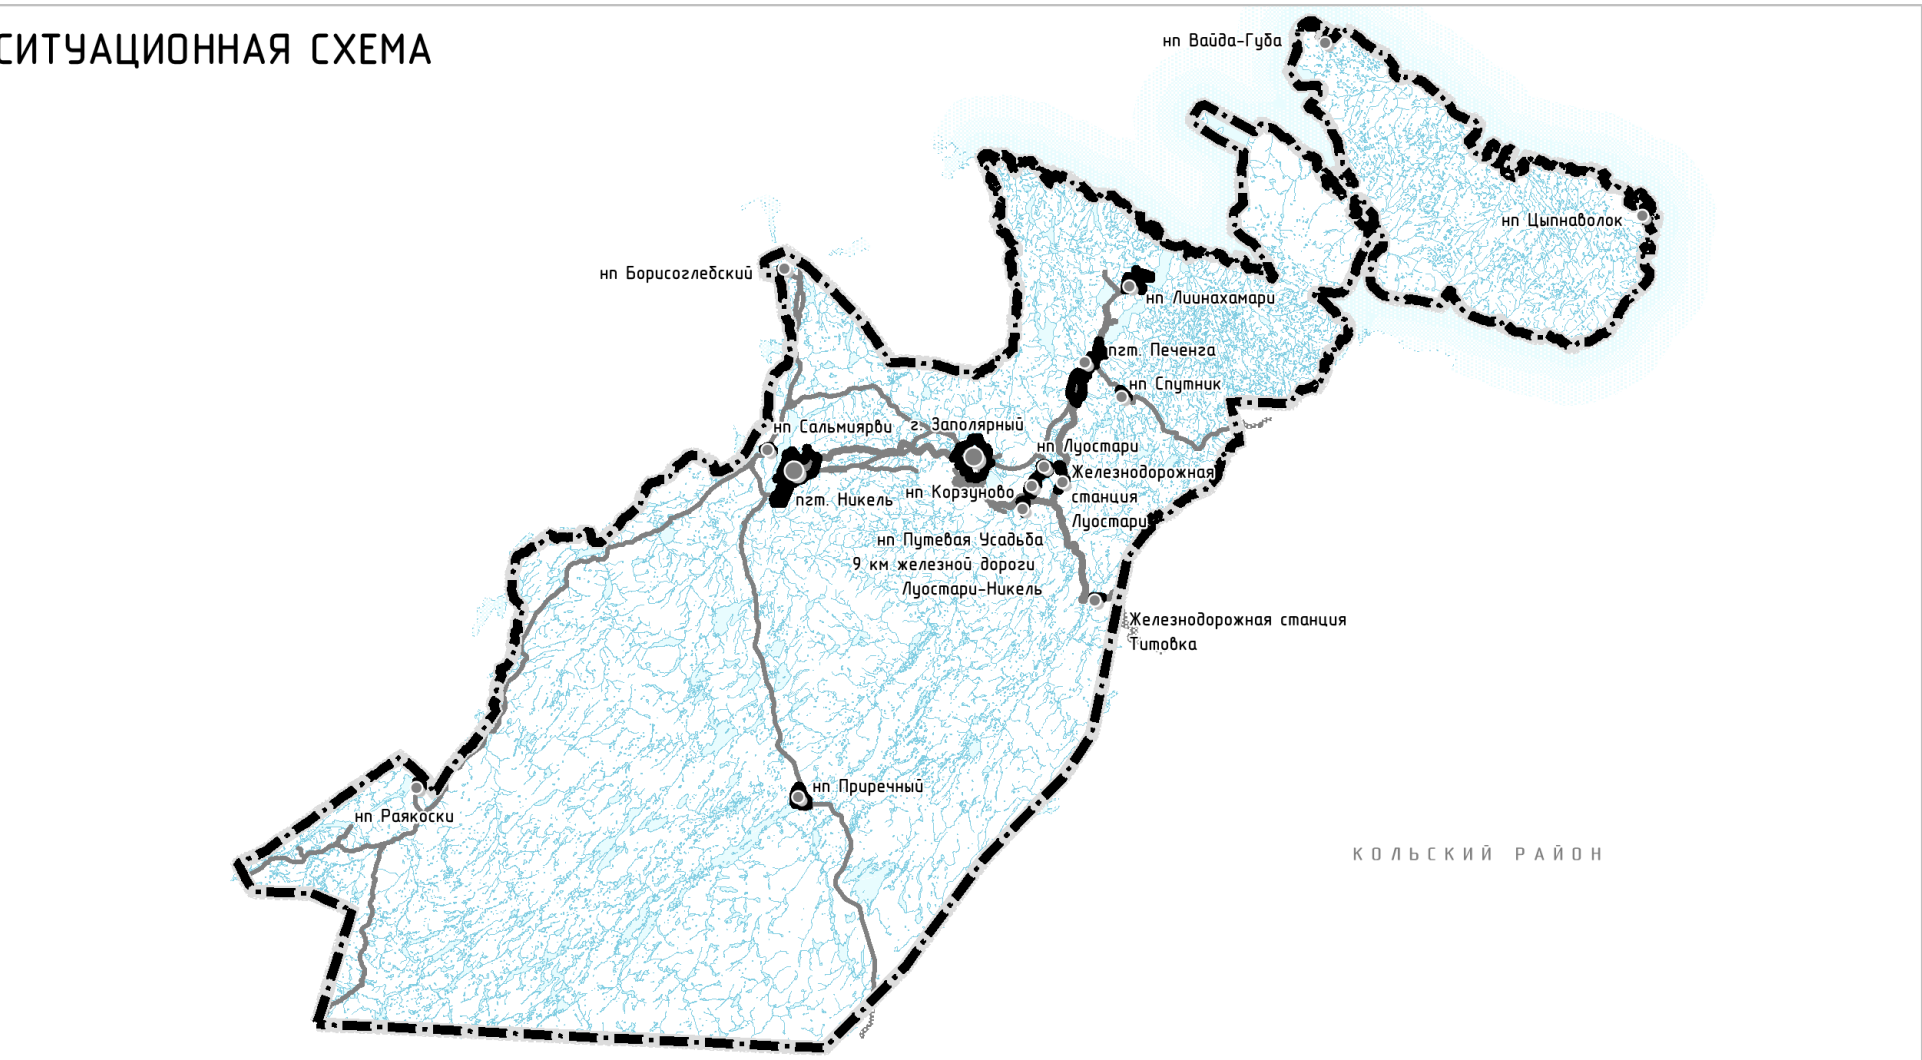 СИТУАЦИОННАЯ СХЕМА
нп Вайда-Губа
нп Цыпнаволок
нп Борисоглебский
нп Лиинахамари
пгт. Печенга
нп Спутник
нп Сальмиярви
г. Заполярный
нп Луостари
Железнодорожная
станция
Луостари
нп Корзуново
пгт. Никель
нп Путевая Усадьба
9 км железной дороги
Луостари-Никель
Железнодорожная станция
Титовка
нп Приречный
нп Раякоски
КОЛЬСКИЙ РАЙОН